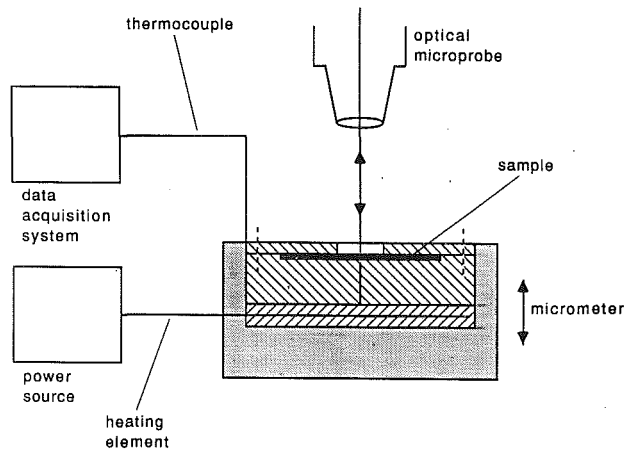 thermocouple
optical
microprobe
sample
data
acquisition
system
micrometer
power
source
heating
element